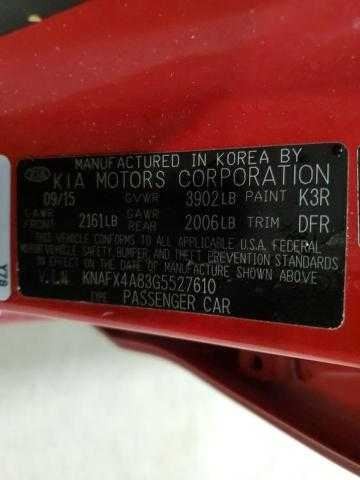 MANUFACTURED IN KOREA BY
KIA KIA MOTORS CORPORATION
09/15 GVWR 3902LB PAINT K3R
GAWR FRONT 2161LB GAWR REAR 2006LB TRIM DFR
THIS VEHICLE CONFORMS TO ALL APPLICABLE U.S.A. FEDERAL
MOTOR VEHICLE SAFETY, BUMPER, AND THEFT PREVENTION STANDARDS
IN EFFECT ON THE DATE OF MANUFACTURE SHOWN ABOVE
V.I.N. KNAFX4A83G5527610
TYPE: PASSENGER CAR
Y78